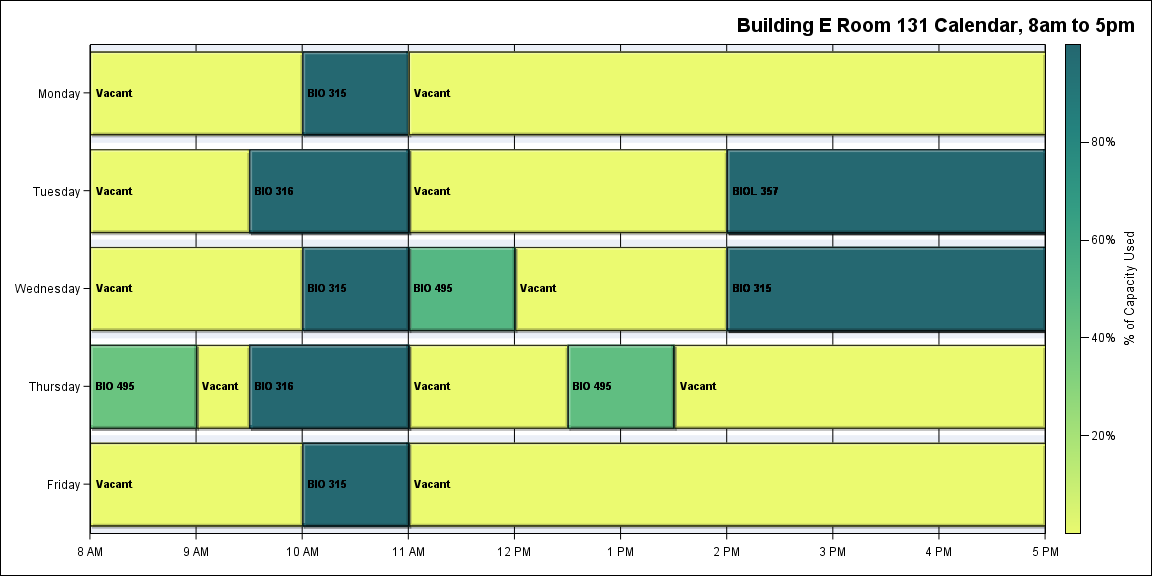 Building E Room 131 Calendar, 8am to 5pm
Monday
Vacant
BIO 315
Vacant
Tuesday
Vacant
BIO 316
Vacant
BIOL 357
Wednesday
Vacant
BIO 315
BIO 495
Vacant
BIO 315
Thursday
BIO 495
Vacant
BIO 316
Vacant
BIO 495
Vacant
Friday
Vacant
BIO 315
Vacant
8 AM
9 AM
10 AM
11 AM
12 PM
1 PM
2 PM
3 PM
4 PM
5 PM
80%
60%
40%
20%
% of Capacity Used